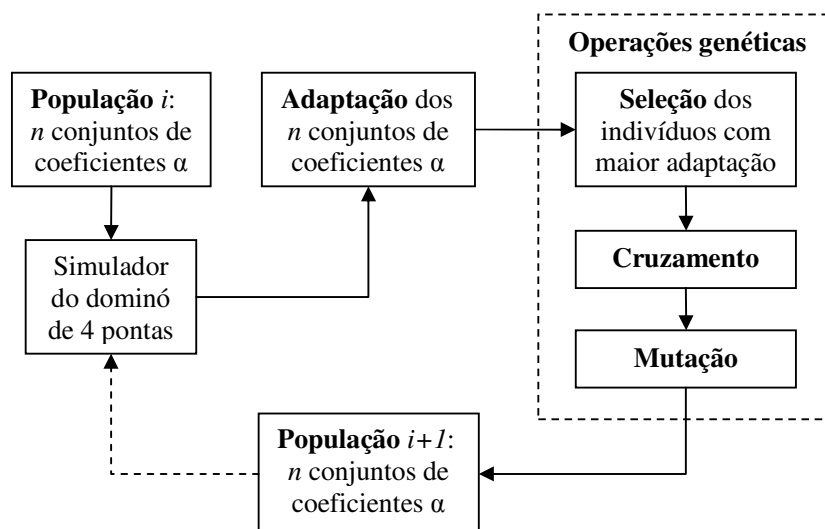 População i:
n conjuntos de
coeficientes α
Adaptação dos
n conjuntos de
coeficientes α
Operações genéticas
Seleção dos
indivíduos com
maior adaptação
Simulador
do dominó
de 4 pontas
Cruzamento
Mutação
População i+1:
n conjuntos de
coeficientes α